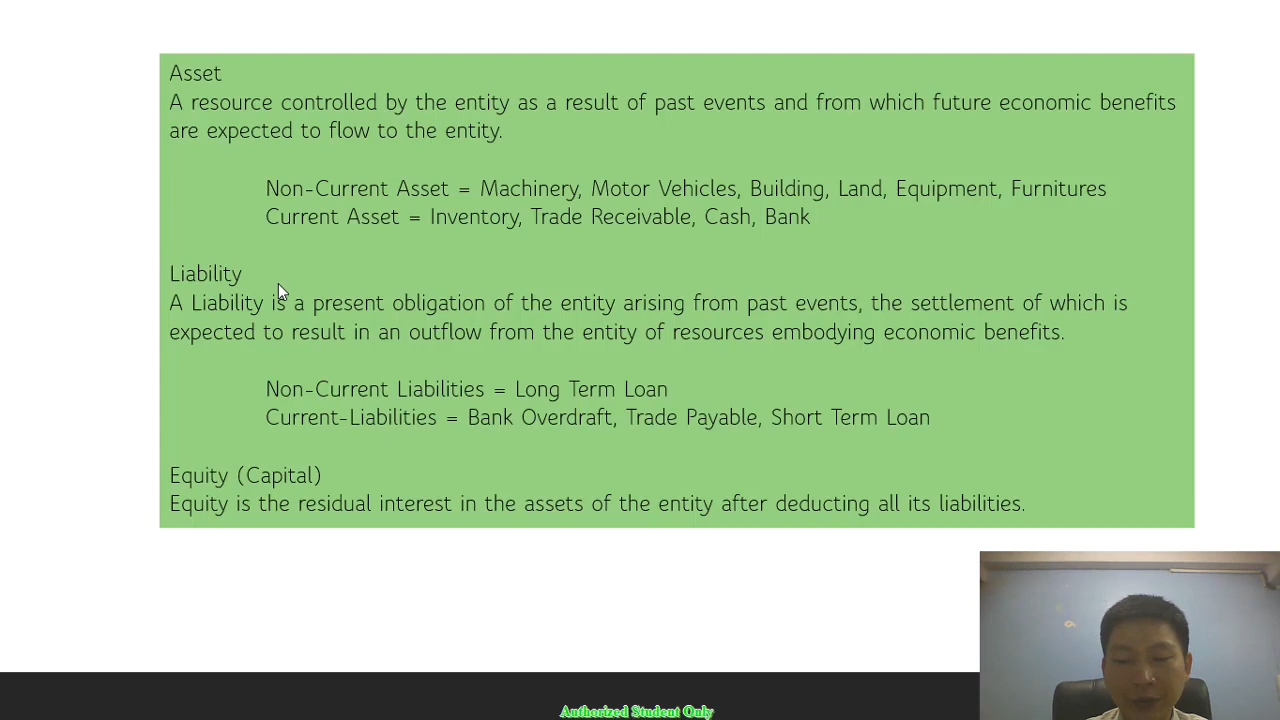 Asset
A resource controlled by the entity as a result of past events and from which future economic benefits
are expected to flow to the entity.
Non-Current Asset = Machinery, Motor Vehicles, Building, Land, Equipment, Furnitures
Current Asset = Inventory, Trade Receivable, Cash, Bank
Liability
A Liability is a present obligation of the entity arising from past events, the settlement of which is
expected to result in an outflow from the entity of resources embodying economic benefits.
Non-Current Liabilities = Long Term Loan
Current-Liabilities = Bank Overdraft, Trade Payable, Short Term Loan
Equity (Capital)
Equity is the residual interest in the assets of the entity after deducting all its liabilities.
Authorized Student Only